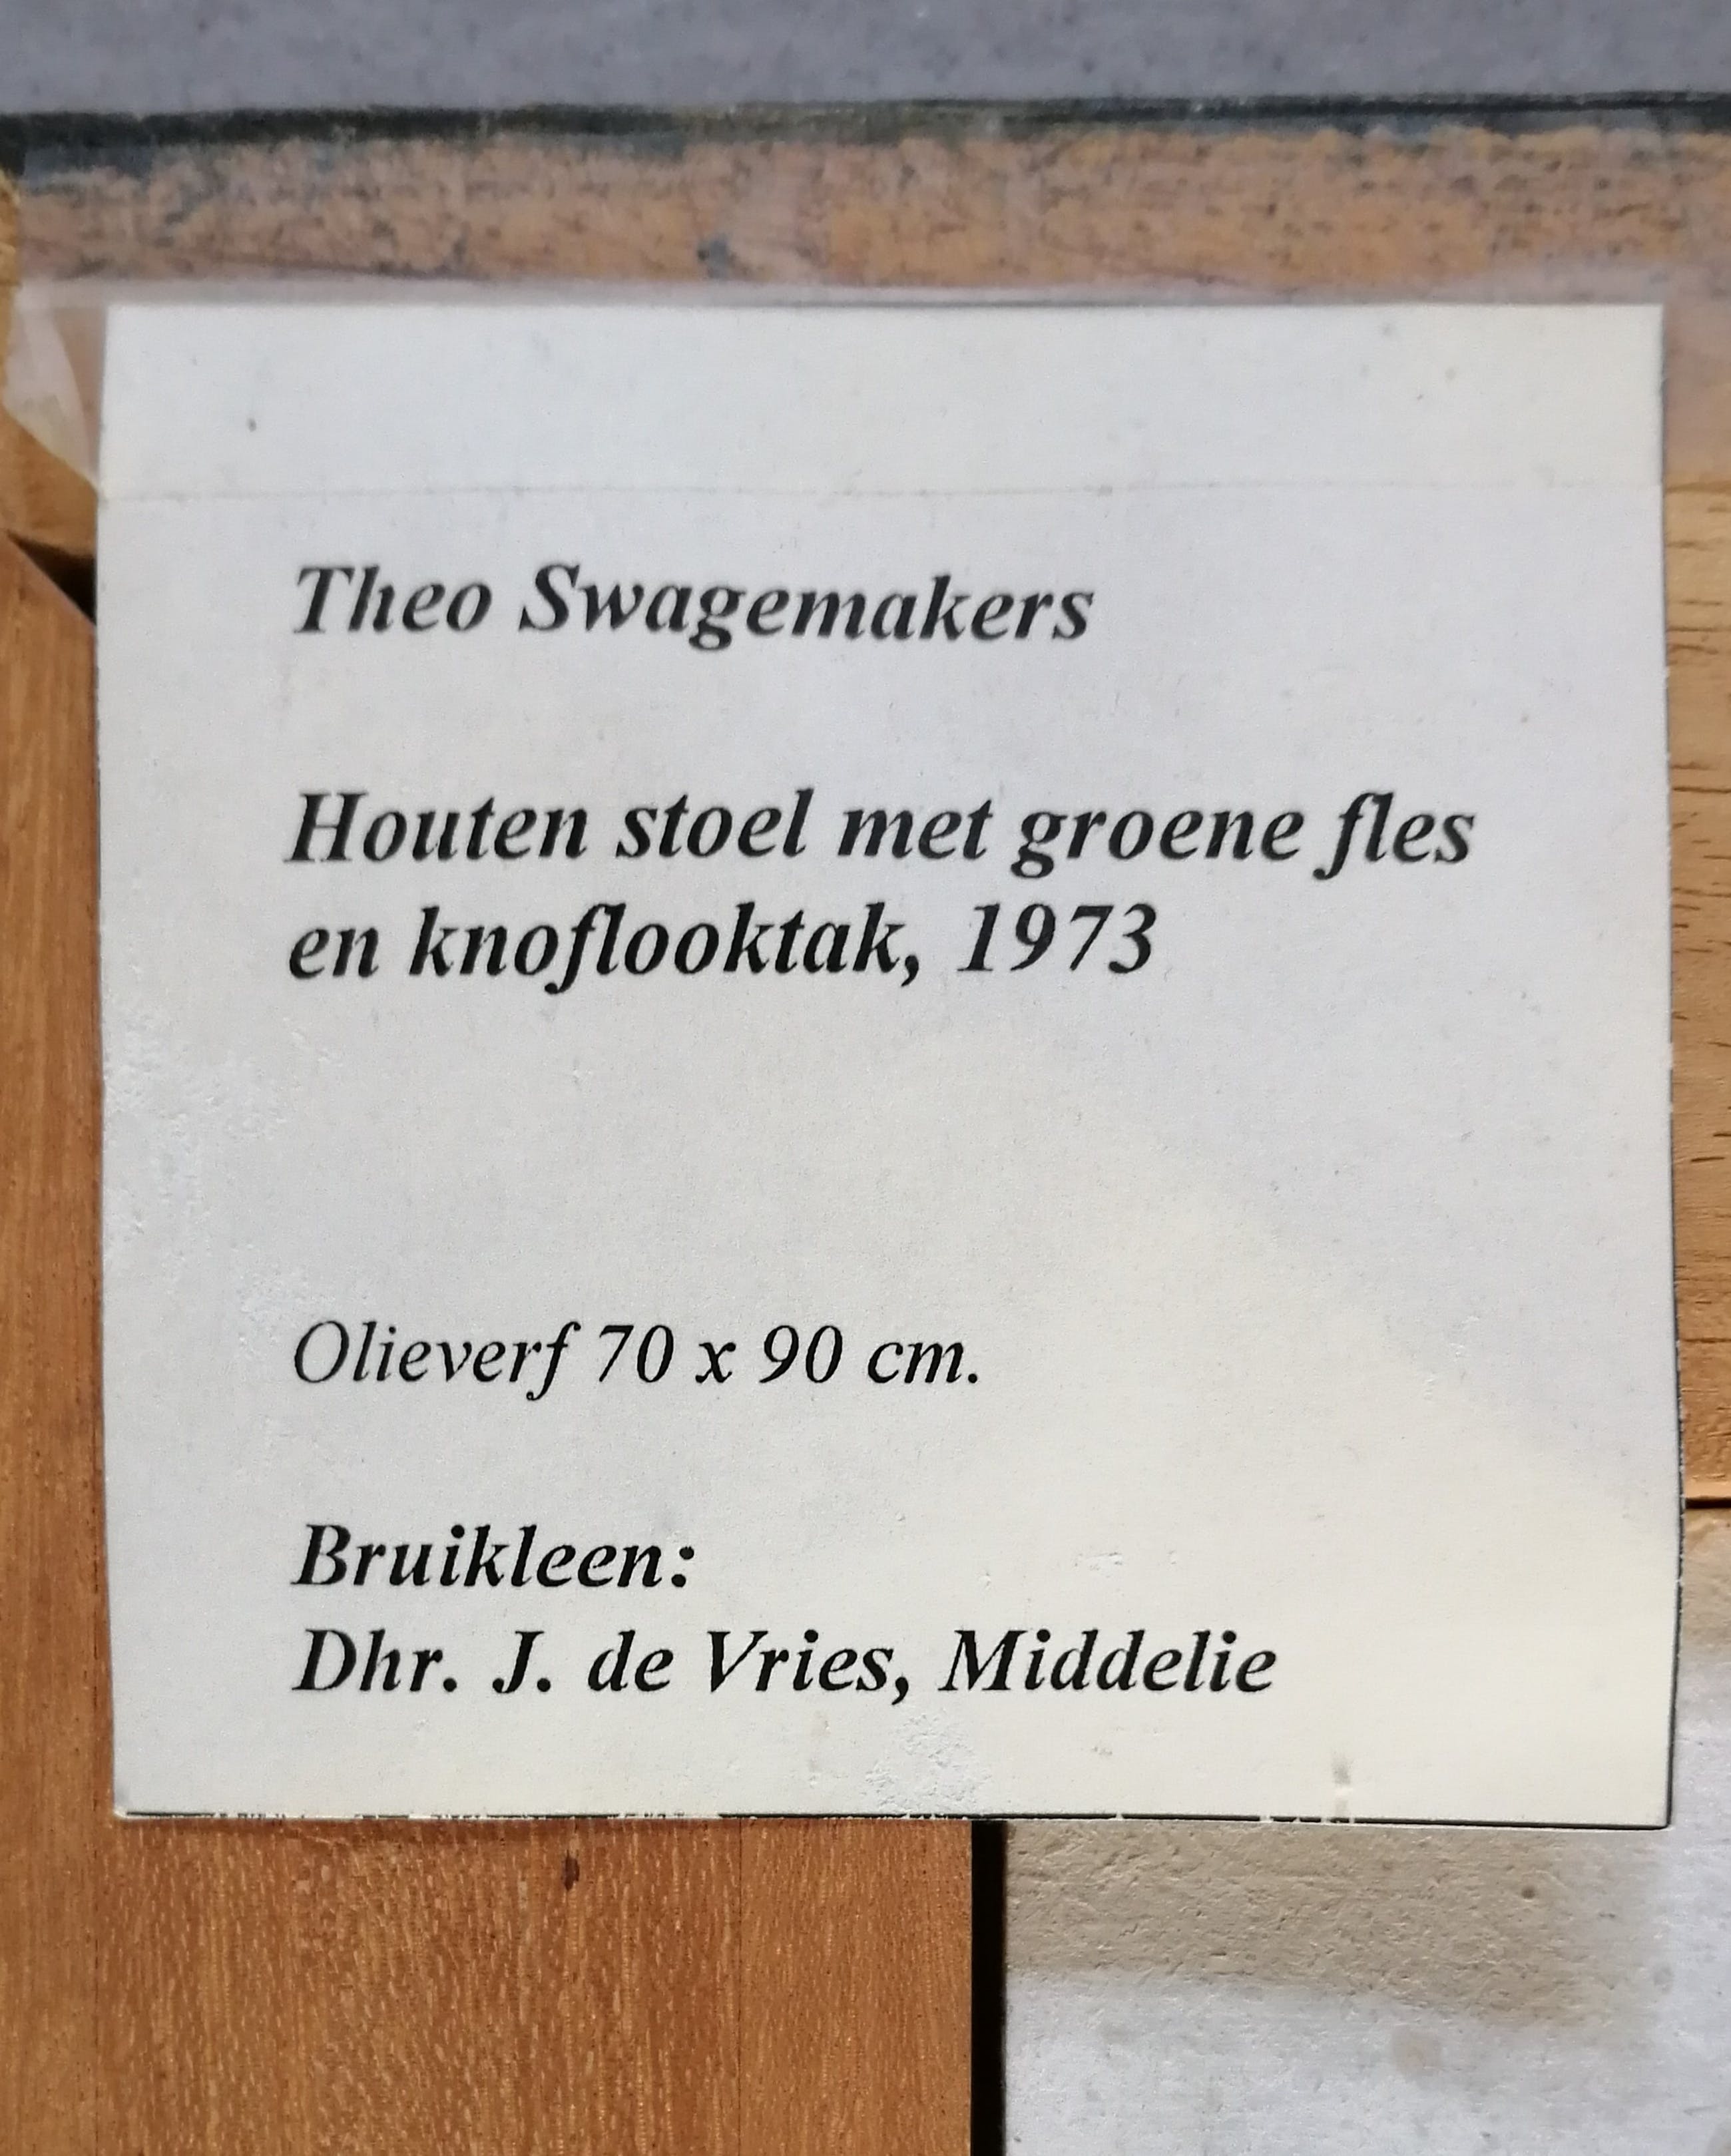 Theo Swagemakers
Houten stoel met groene fles
en knoflooktak, 1973
Olieverf 70 x 90 cm.
Bruikleen:
Dhr. J. de Vries, Middelie